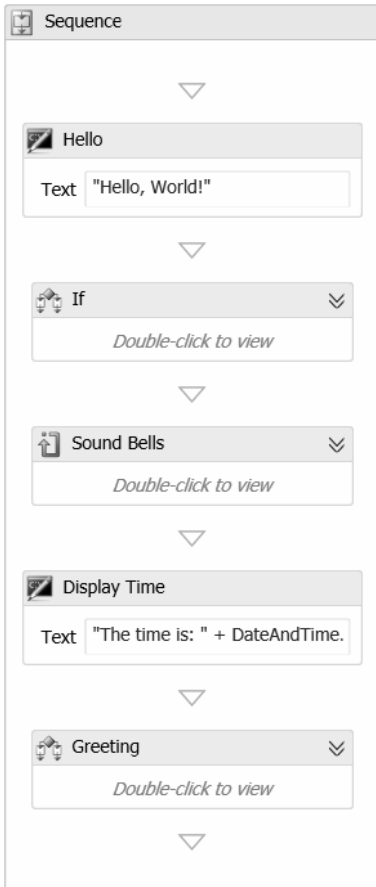 Sequence
Hello
Text "Hello, World!"
If
Double-click to view
Sound Bells
Double-click to view
Display Time
Text "The time is: " + DateAndTime.
Greeting
Double-click to view